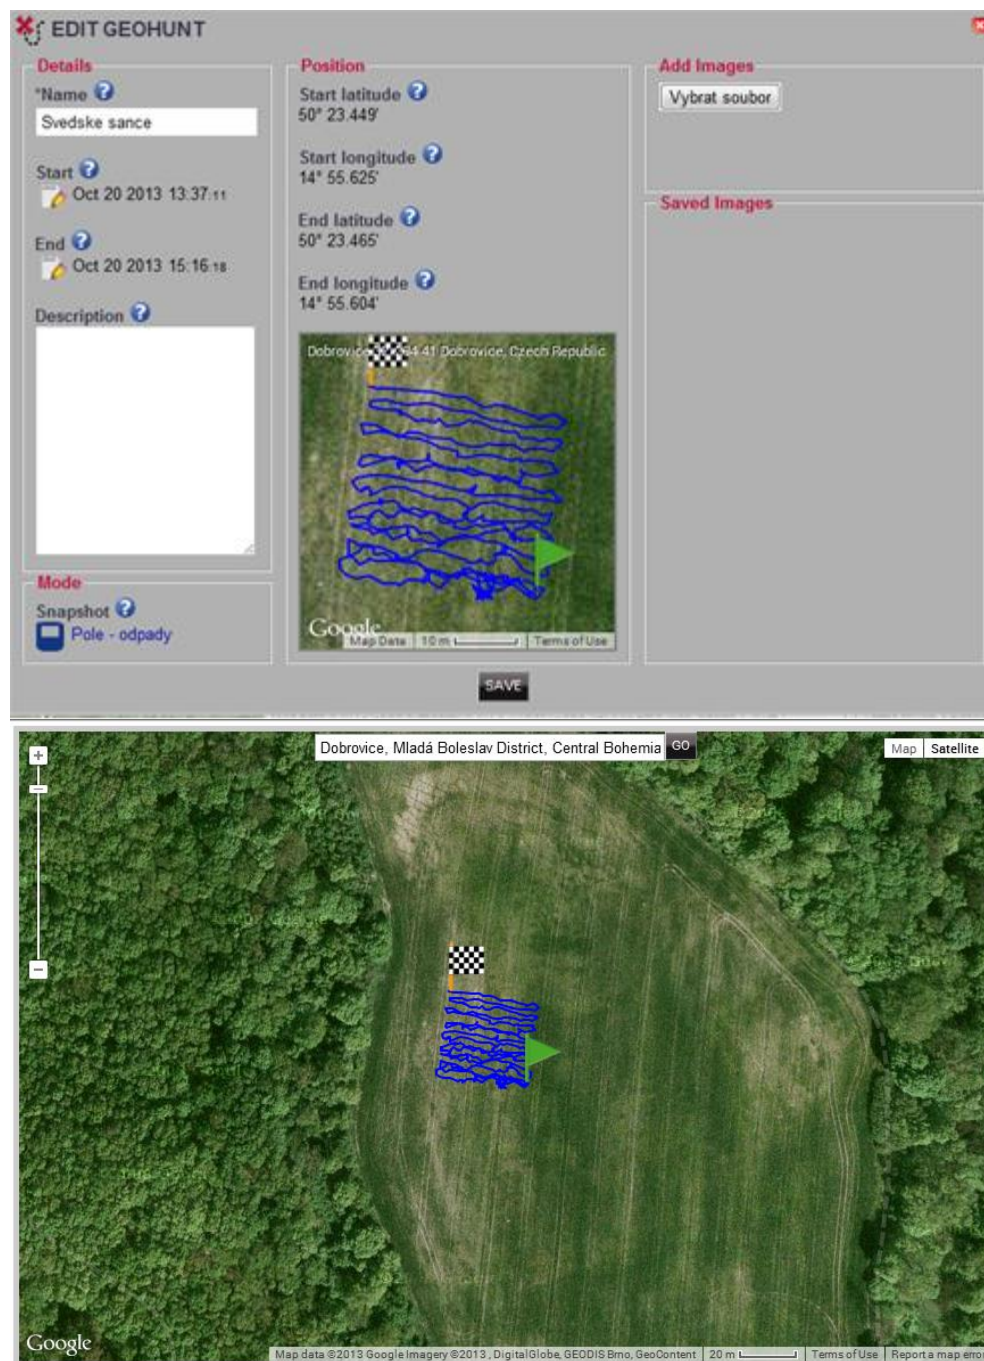 EDIT GEOHUNT
Details
*Name
Svedske sance
Start
Oct 20 2013 13:37:11
End
Oct 20 2013 15:16:18
Description
Mode
Snapshot
Pole - odpady
Position
Start latitude
50° 23.449'
Start longitude
14° 55.625'
End latitude
50° 23.465'
End longitude
14° 55.604'
Dobrovice 41 Dobrovice, Czech Republic
Google
Map Data 10 m Terms of Use
Add Images
Vybrat soubor
Saved Images
SAVE
Dobrovice, Mladá Boleslav District, Central Bohemia GO
Map Satellite
Google
Map data ©2013 Google Imagery ©2013 , DigitalGlobe, GEODIS Brno, GeoContent 20 m Terms of Use Report a map error